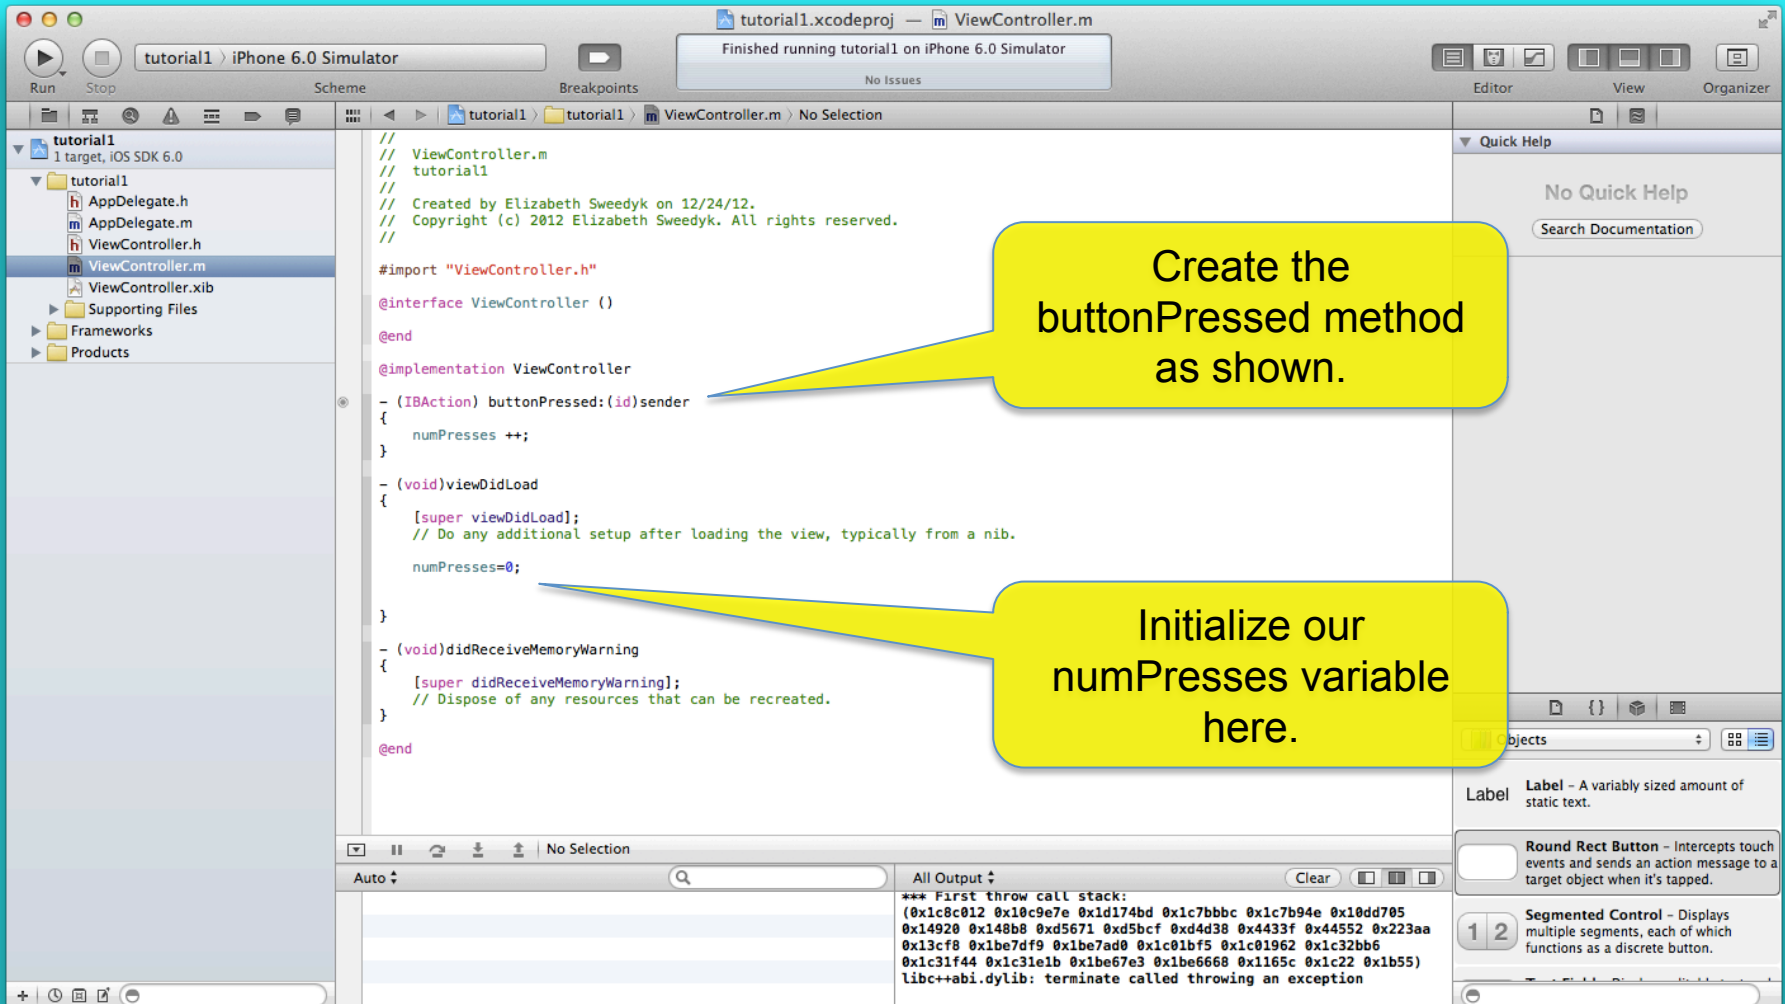 tutorial1.xcodeproj — m ViewController.m
tutorial1 〉 iPhone 6.0 Simulator
Finished running tutorial1 on iPhone 6.0 Simulator
No Issues
Run
Stop
Scheme
Breakpoints
Editor
View
Organizer
tutorial1 〉 tutorial1 〉 m ViewController.m 〉 No Selection
tutorial1
1 target, iOS SDK 6.0
tutorial1
h AppDelegate.h
m AppDelegate.m
h ViewController.h
m ViewController.m
ViewController.xib
Supporting Files
Frameworks
Products
//
//  ViewController.m
//  tutorial1
//
//  Created by Elizabeth Sweedyk on 12/24/12.
//  Copyright (c) 2012 Elizabeth Sweedyk. All rights reserved.
//
#import "ViewController.h"
@interface ViewController ()
@end
@implementation ViewController
- (IBAction) buttonPressed:(id)sender
{
    numPresses ++;
}
- (void)viewDidLoad
{
    [super viewDidLoad];
    // Do any additional setup after loading the view, typically from a nib.
    numPresses=0;
}
- (void)didReceiveMemoryWarning
{
    [super didReceiveMemoryWarning];
    // Dispose of any resources that can be recreated.
}
@end
Create the
buttonPressed method
as shown.
Initialize our
numPresses variable
here.
Quick Help
No Quick Help
Search Documentation
{}
Objects
Label
Label – A variably sized amount of
static text.
Round Rect Button – Intercepts touch
events and sends an action message to a
target object when it's tapped.
1 2
Segmented Control – Displays
multiple segments, each of which
functions as a discrete button.
No Selection
Auto
All Output
Clear
*** First throw call stack:
(0x1c8c012 0x10c9e7e 0x1d174bd 0x1c7bbbc 0x1c7b94e 0x10dd705
0x14920 0x148b8 0xd5671 0xd5bcf 0xd4d38 0x4433f 0x44552 0x223aa
0x13cf8 0x1be7df9 0x1be7ad0 0x1c01bf5 0x1c01962 0x1c32bb6
0x1c31f44 0x1c31e1b 0x1be67e3 0x1be6668 0x1165c 0x1c22 0x1b55)
libc++abi.dylib: terminate called throwing an exception